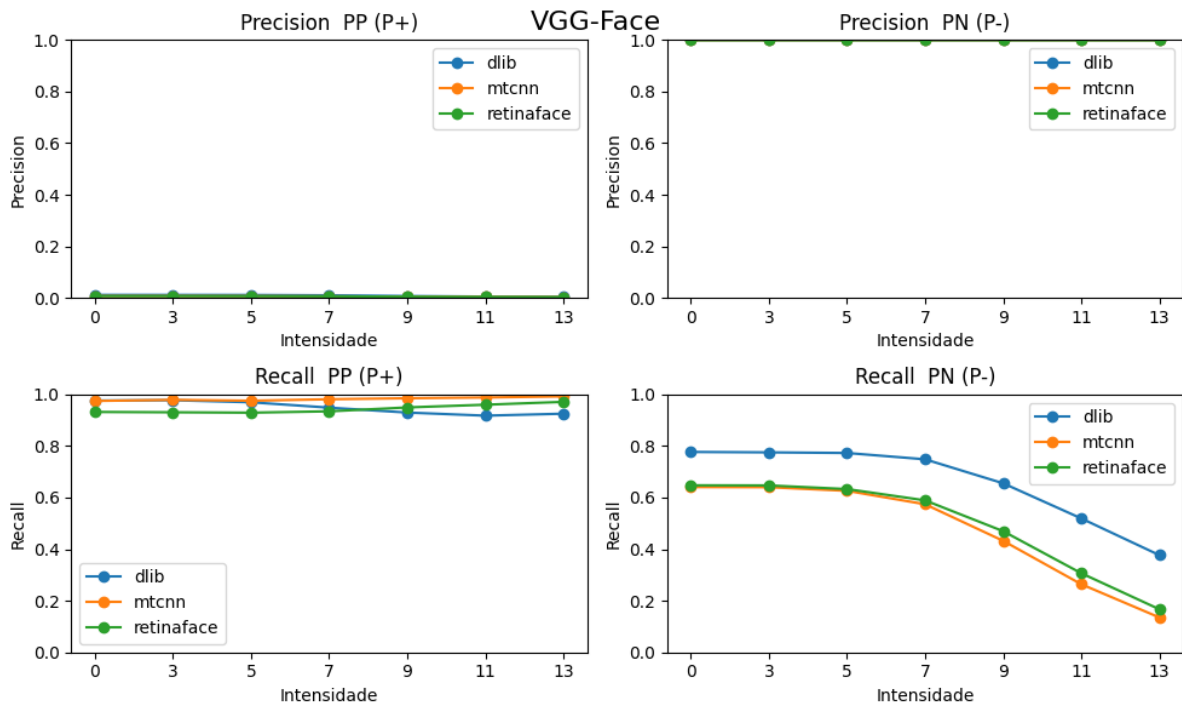 VGG-Face
Precision  PP (P+)
Precision
1.0
0.8
0.6
0.4
0.2
0.0
dlib
mtcnn
retinaface
0 3 5 7 9 11 13
Intensidade
Precision  PN (P-)
Precision
1.0
0.8
0.6
0.4
0.2
0.0
dlib
mtcnn
retinaface
0 3 5 7 9 11 13
Intensidade
Recall  PP (P+)
Recall
1.0
0.8
0.6
0.4
0.2
0.0
dlib
mtcnn
retinaface
0 3 5 7 9 11 13
Intensidade
Recall  PN (P-)
Recall
1.0
0.8
0.6
0.4
0.2
0.0
dlib
mtcnn
retinaface
0 3 5 7 9 11 13
Intensidade